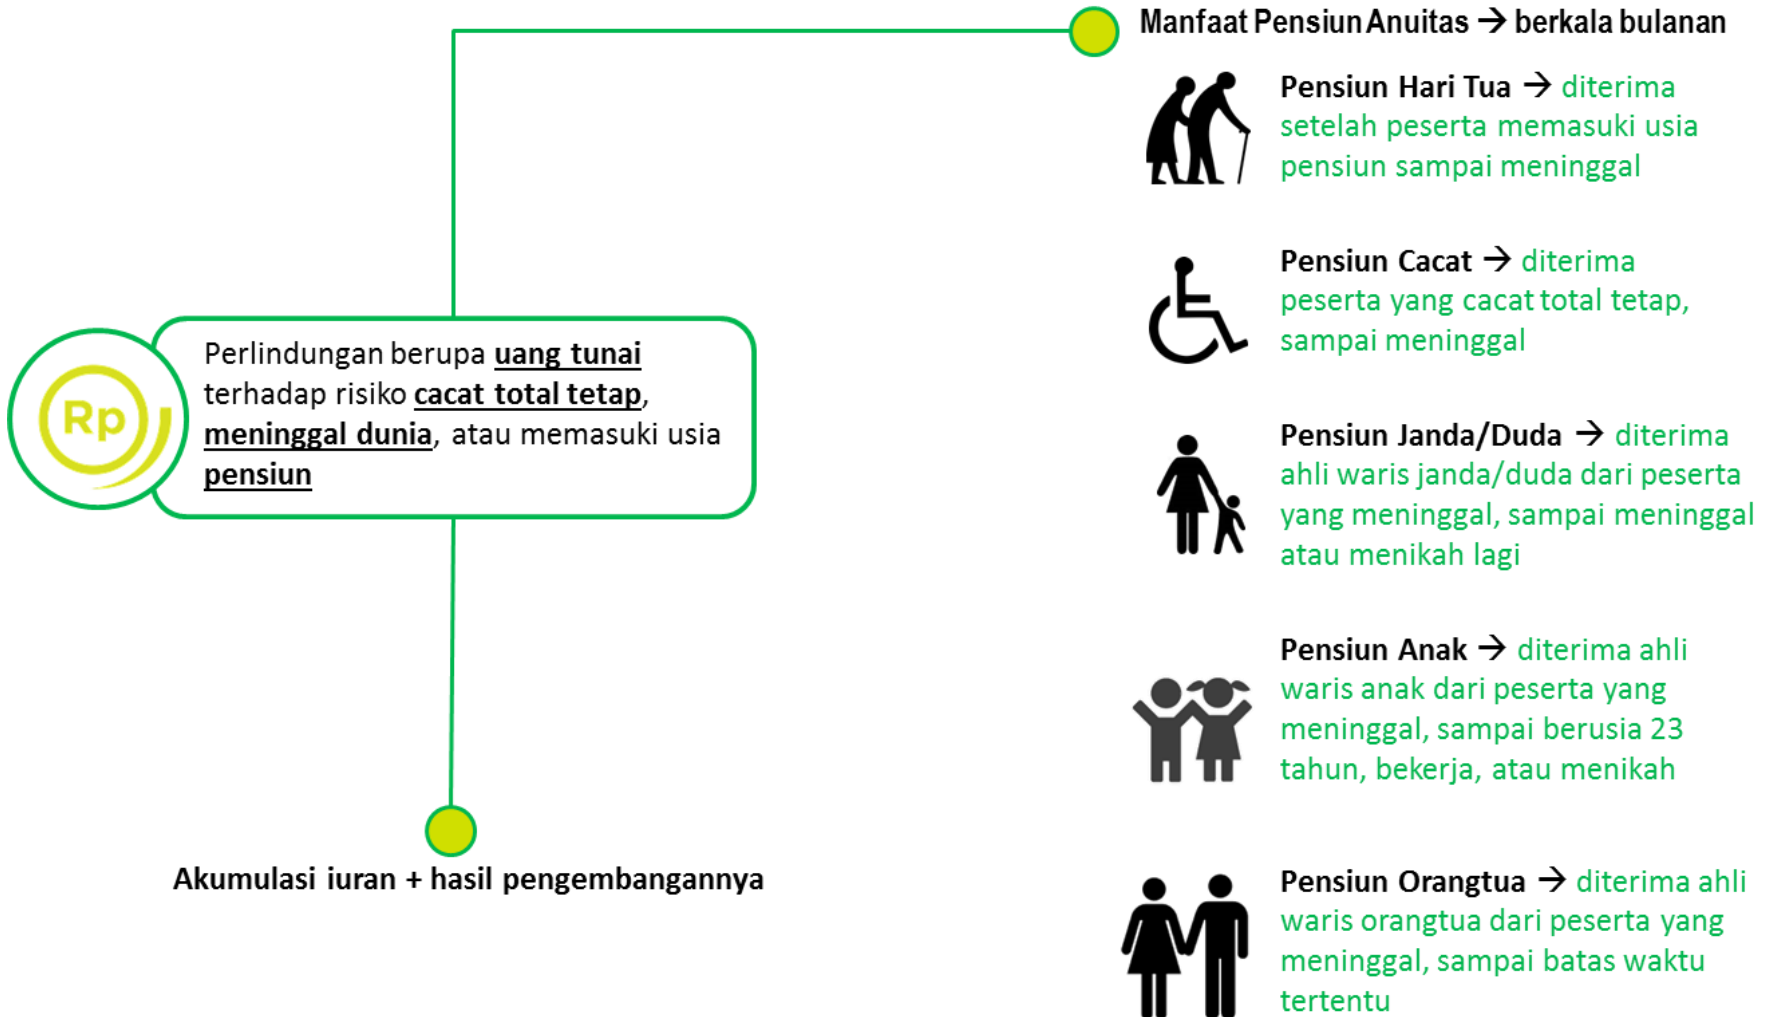 Manfaat Pensiun Anuitas → berkala bulanan
Pensiun Hari Tua → diterima
setelah peserta memasuki usia
pensiun sampai meninggal
Pensiun Cacat → diterima
peserta yang cacat total tetap,
sampai meninggal
Rp
Perlindungan berupa uang tunai
terhadap risiko cacat total tetap,
meninggal dunia, atau memasuki usia
pensiun
Pensiun Janda/Duda → diterima
ahli waris janda/duda dari peserta
yang meninggal, sampai meninggal
atau menikah lagi
Pensiun Anak → diterima ahli
waris anak dari peserta yang
meninggal, sampai berusia 23
tahun, bekerja, atau menikah
Akumulasi iuran + hasil pengembangannya
Pensiun Orangtua → diterima ahli
waris orangtua dari peserta yang
meninggal, sampai batas waktu
tertentu